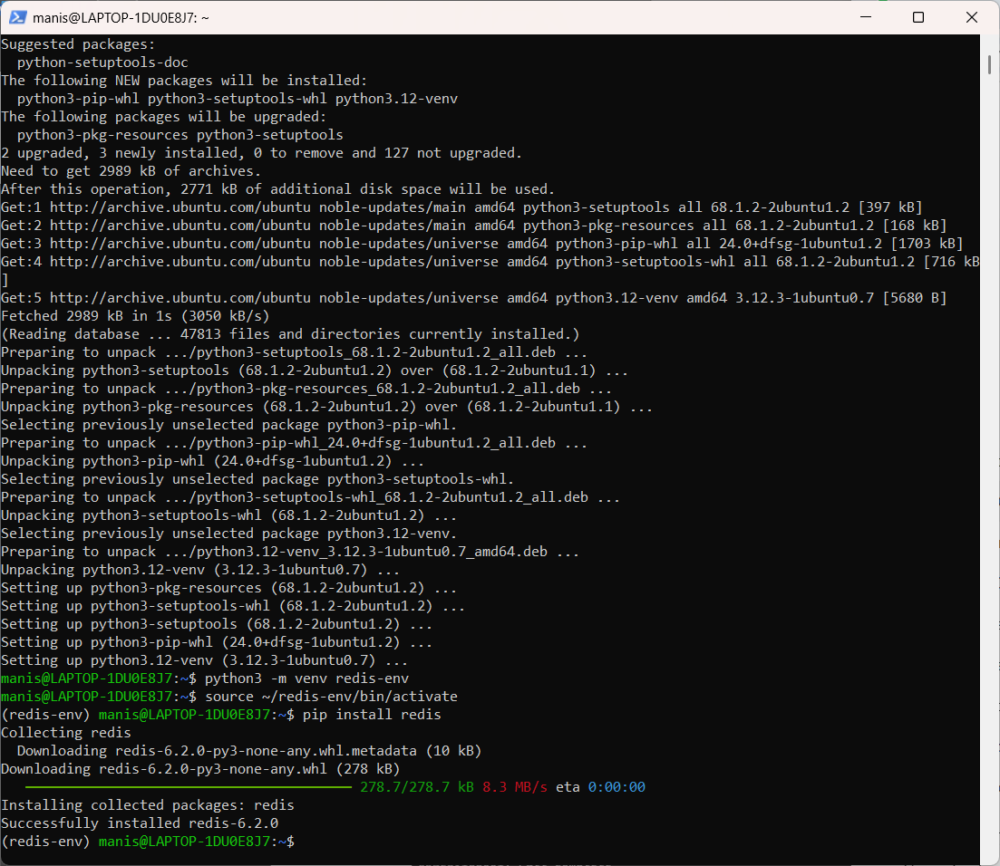 manis@LAPTOP-1DU0E8J7: ~
Suggested packages:
  python-setuptools-doc
The following NEW packages will be installed:
  python3-pip-whl python3-setuptools-whl python3.12-venv
The following packages will be upgraded:
  python3-pkg-resources python3-setuptools
2 upgraded, 3 newly installed, 0 to remove and 127 not upgraded.
Need to get 2989 kB of archives.
After this operation, 2771 kB of additional disk space will be used.
Get:1 http://archive.ubuntu.com/ubuntu noble-updates/main amd64 python3-setuptools all 68.1.2-2ubuntu1.2 [397 kB]
Get:2 http://archive.ubuntu.com/ubuntu noble-updates/main amd64 python3-pkg-resources all 68.1.2-2ubuntu1.2 [168 kB]
Get:3 http://archive.ubuntu.com/ubuntu noble-updates/universe amd64 python3-pip-whl all 24.0+dfsg-1ubuntu1.2 [1703 kB]
Get:4 http://archive.ubuntu.com/ubuntu noble-updates/universe amd64 python3-setuptools-whl all 68.1.2-2ubuntu1.2 [716 kB
]
Get:5 http://archive.ubuntu.com/ubuntu noble-updates/universe amd64 python3.12-venv amd64 3.12.3-1ubuntu0.7 [5680 B]
Fetched 2989 kB in 1s (3050 kB/s)
(Reading database ... 47813 files and directories currently installed.)
Preparing to unpack .../python3-setuptools_68.1.2-2ubuntu1.2_all.deb ...
Unpacking python3-setuptools (68.1.2-2ubuntu1.2) over (68.1.2-2ubuntu1.1) ...
Preparing to unpack .../python3-pkg-resources_68.1.2-2ubuntu1.2_all.deb ...
Unpacking python3-pkg-resources (68.1.2-2ubuntu1.2) over (68.1.2-2ubuntu1.1) ...
Selecting previously unselected package python3-pip-whl.
Preparing to unpack .../python3-pip-whl_24.0+dfsg-1ubuntu1.2_all.deb ...
Unpacking python3-pip-whl (24.0+dfsg-1ubuntu1.2) ...
Selecting previously unselected package python3-setuptools-whl.
Preparing to unpack .../python3-setuptools-whl_68.1.2-2ubuntu1.2_all.deb ...
Unpacking python3-setuptools-whl (68.1.2-2ubuntu1.2) ...
Selecting previously unselected package python3.12-venv.
Preparing to unpack .../python3.12-venv_3.12.3-1ubuntu0.7_amd64.deb ...
Unpacking python3.12-venv (3.12.3-1ubuntu0.7) ...
Setting up python3-pkg-resources (68.1.2-2ubuntu1.2) ...
Setting up python3-setuptools-whl (68.1.2-2ubuntu1.2) ...
Setting up python3-setuptools (68.1.2-2ubuntu1.2) ...
Setting up python3-pip-whl (24.0+dfsg-1ubuntu1.2) ...
Setting up python3.12-venv (3.12.3-1ubuntu0.7) ...
manis@LAPTOP-1DU0E8J7:~$ python3 -m venv redis-env
manis@LAPTOP-1DU0E8J7:~$ source ~/redis-env/bin/activate
(redis-env) manis@LAPTOP-1DU0E8J7:~$ pip install redis
Collecting redis
  Downloading redis-6.2.0-py3-none-any.whl.metadata (10 kB)
Downloading redis-6.2.0-py3-none-any.whl (278 kB)
278.7/278.7 kB 8.3 MB/s eta 0:00:00
Installing collected packages: redis
Successfully installed redis-6.2.0
(redis-env) manis@LAPTOP-1DU0E8J7:~$